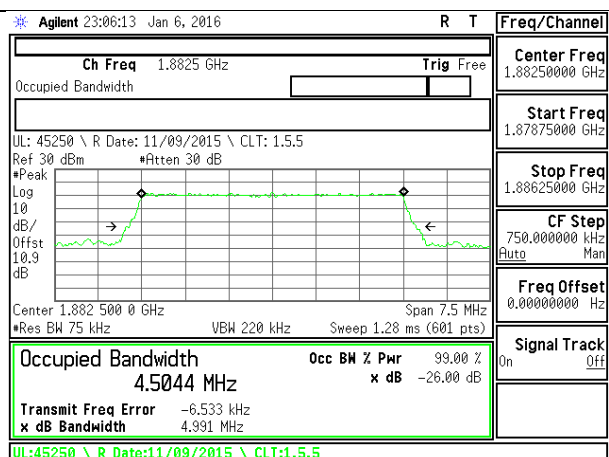 Agilent 23:06:13 Jan 6, 2016 R T
Freq/Channel
Ch Freq 1.8825 GHz Trig Free
Occupied Bandwidth
Center Freq
1.88250000 GHz
Start Freq
1.87875000 GHz
UL: 45250 \ R Date: 11/09/2015 \ CLT: 1.5.5
Ref 30 dBm #Atten 30 dB
#Peak
Log
10
dB/
Offst
10.9
dB
Stop Freq
1.88625000 GHz
CF Step
750.000000 kHz
Auto Man
Freq Offset
0.00000000 Hz
Center 1.882 500 0 GHz Span 7.5 MHz
#Res BW 75 kHz VBW 220 kHz Sweep 1.28 ms (601 pts)
Signal Track
On Off
Occupied Bandwidth Occ BW % Pwr 99.00 %
4.5044 MHz x dB -26.00 dB
Transmit Freq Error -6.533 kHz
x dB Bandwidth 4.991 MHz
UL:45250 \ R Date:11/09/2015 \ CLT:1.5.5